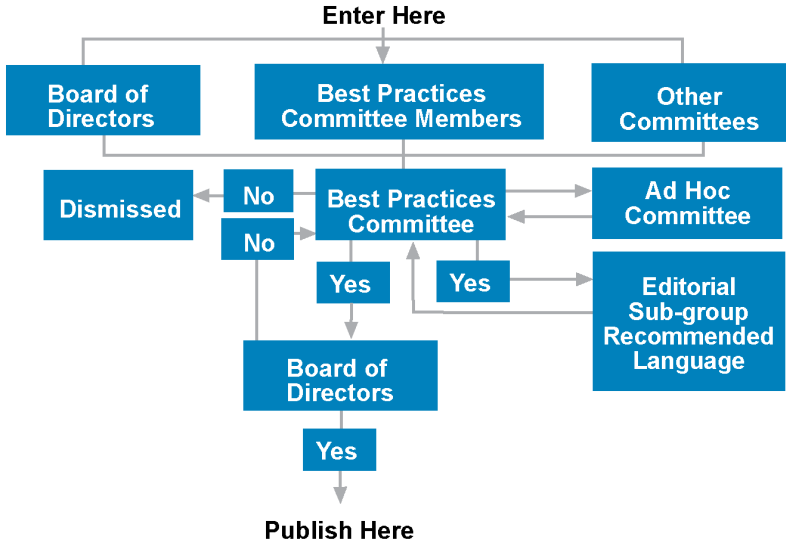 Enter Here
Board of
Directors
Best Practices
Committee Members
Other
Committees
Dismissed
No
Best Practices
Committee
Ad Hoc
Committee
No
Yes
Yes
Editorial
Sub-group
Recommended
Language
Board of
Directors
Yes
Publish Here